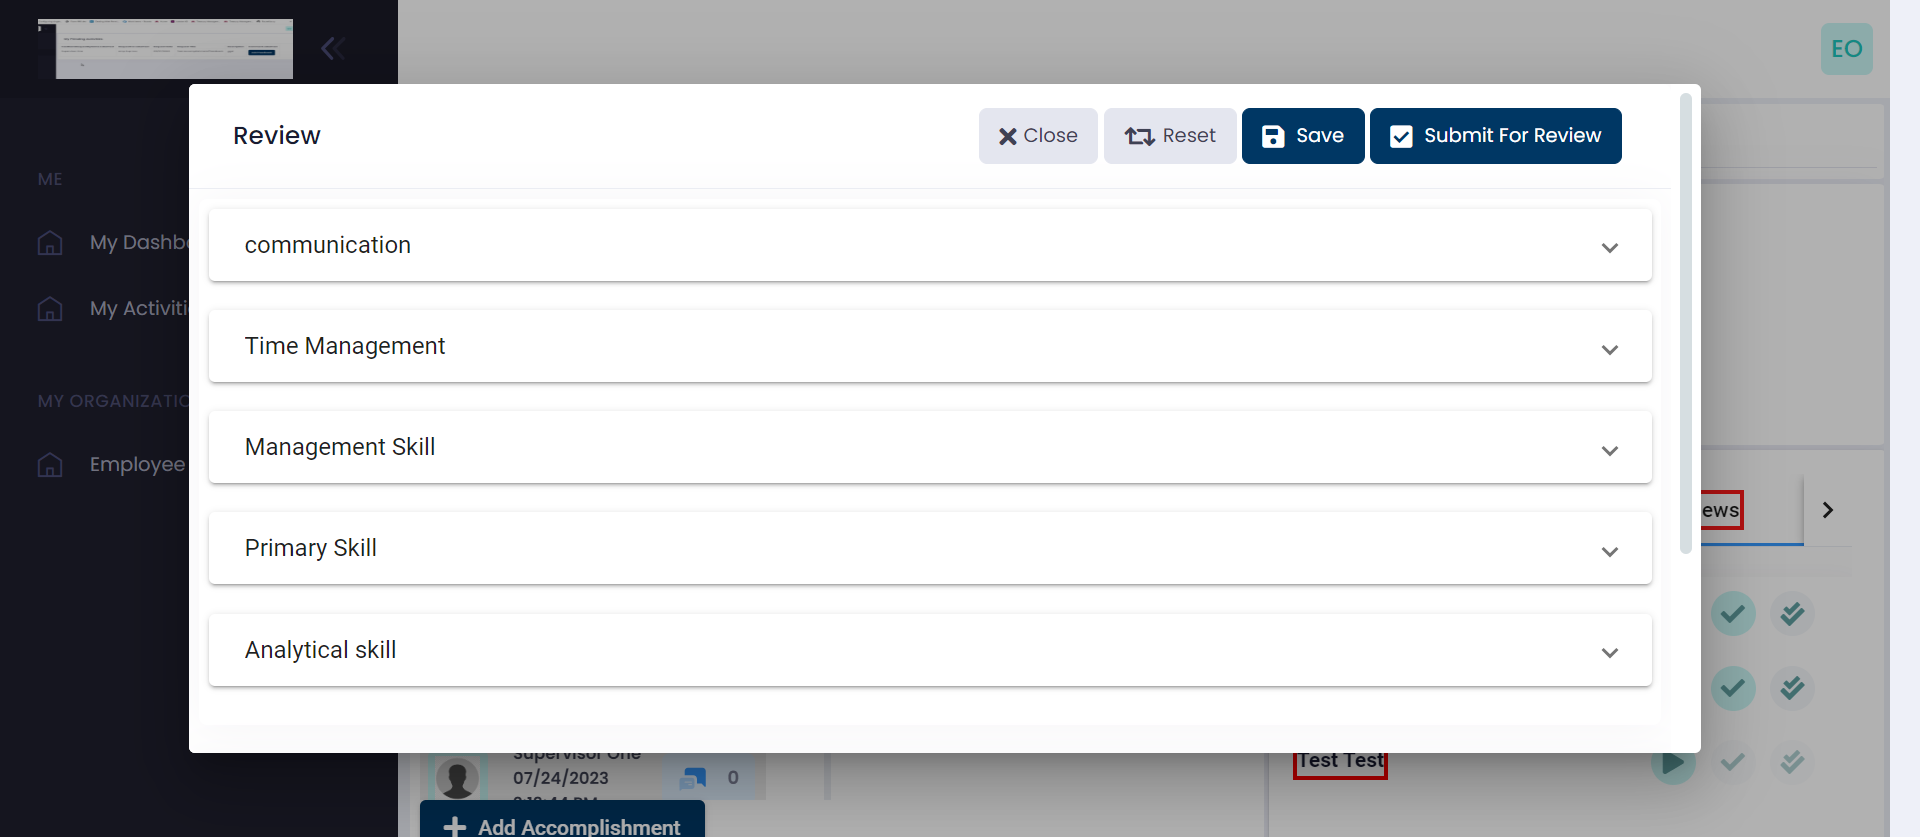 EO
Review
Close
Reset
Save
Submit For Review
ME
My Dashb
My Activiti
MY ORGANIZATIO
Employee
communication
Time Management
Management Skill
Primary Skill
Analytical skill
ews
Supervisor One
07/24/2023
0
Add Accomplishment
Test Test